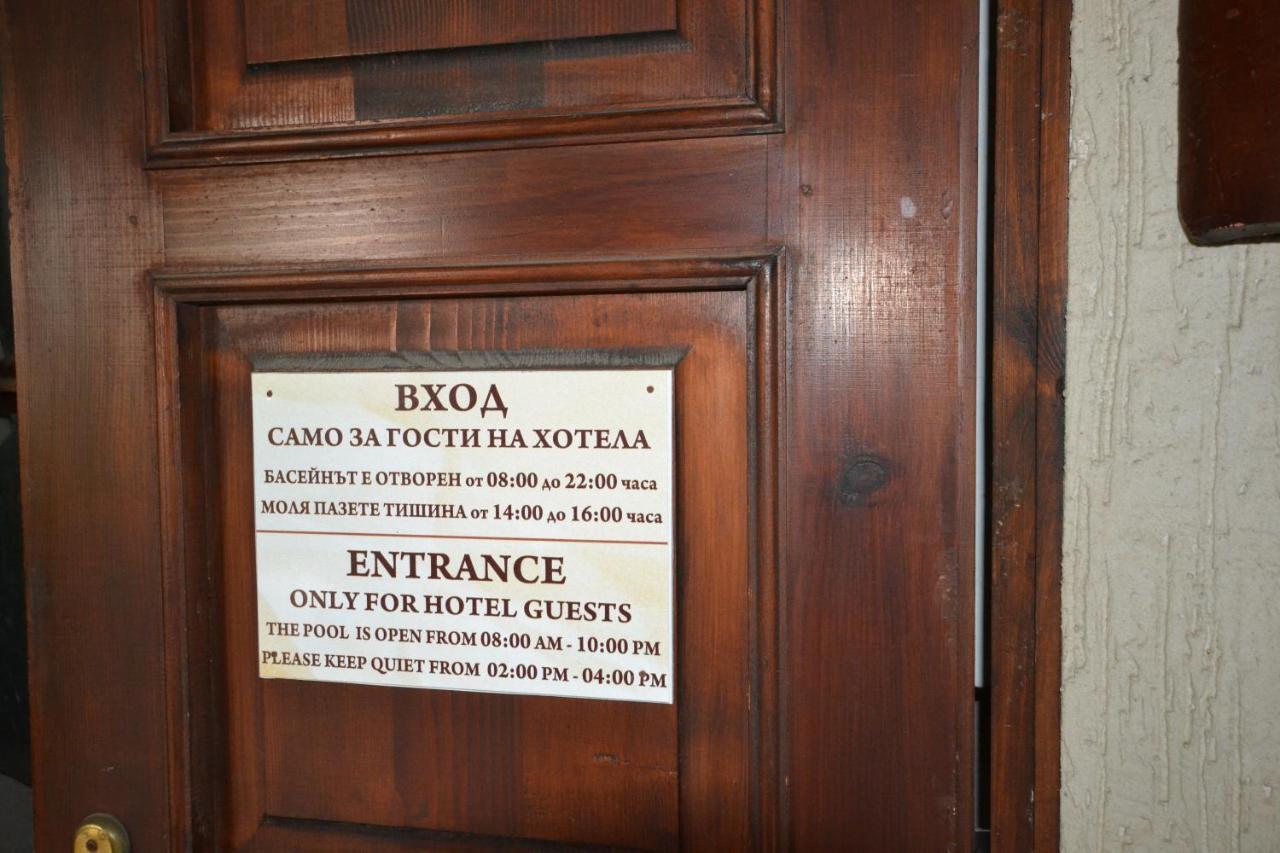 ВХОД
САМО ЗА ГОСТИ НА ХОТЕЛА
БАСЕЙНЪТ Е ОТВОРЕН от 08:00 до 22:00 часа
МОЛЯ ПАЗЕТЕ ТИШИНА от 14:00 до 16:00 часа
ENTRANCE
ONLY FOR HOTEL GUESTS
THE POOL IS OPEN FROM 08:00 AM - 10:00 PM
PLEASE KEEP QUIET FROM 02:00 PM - 04:00 PM